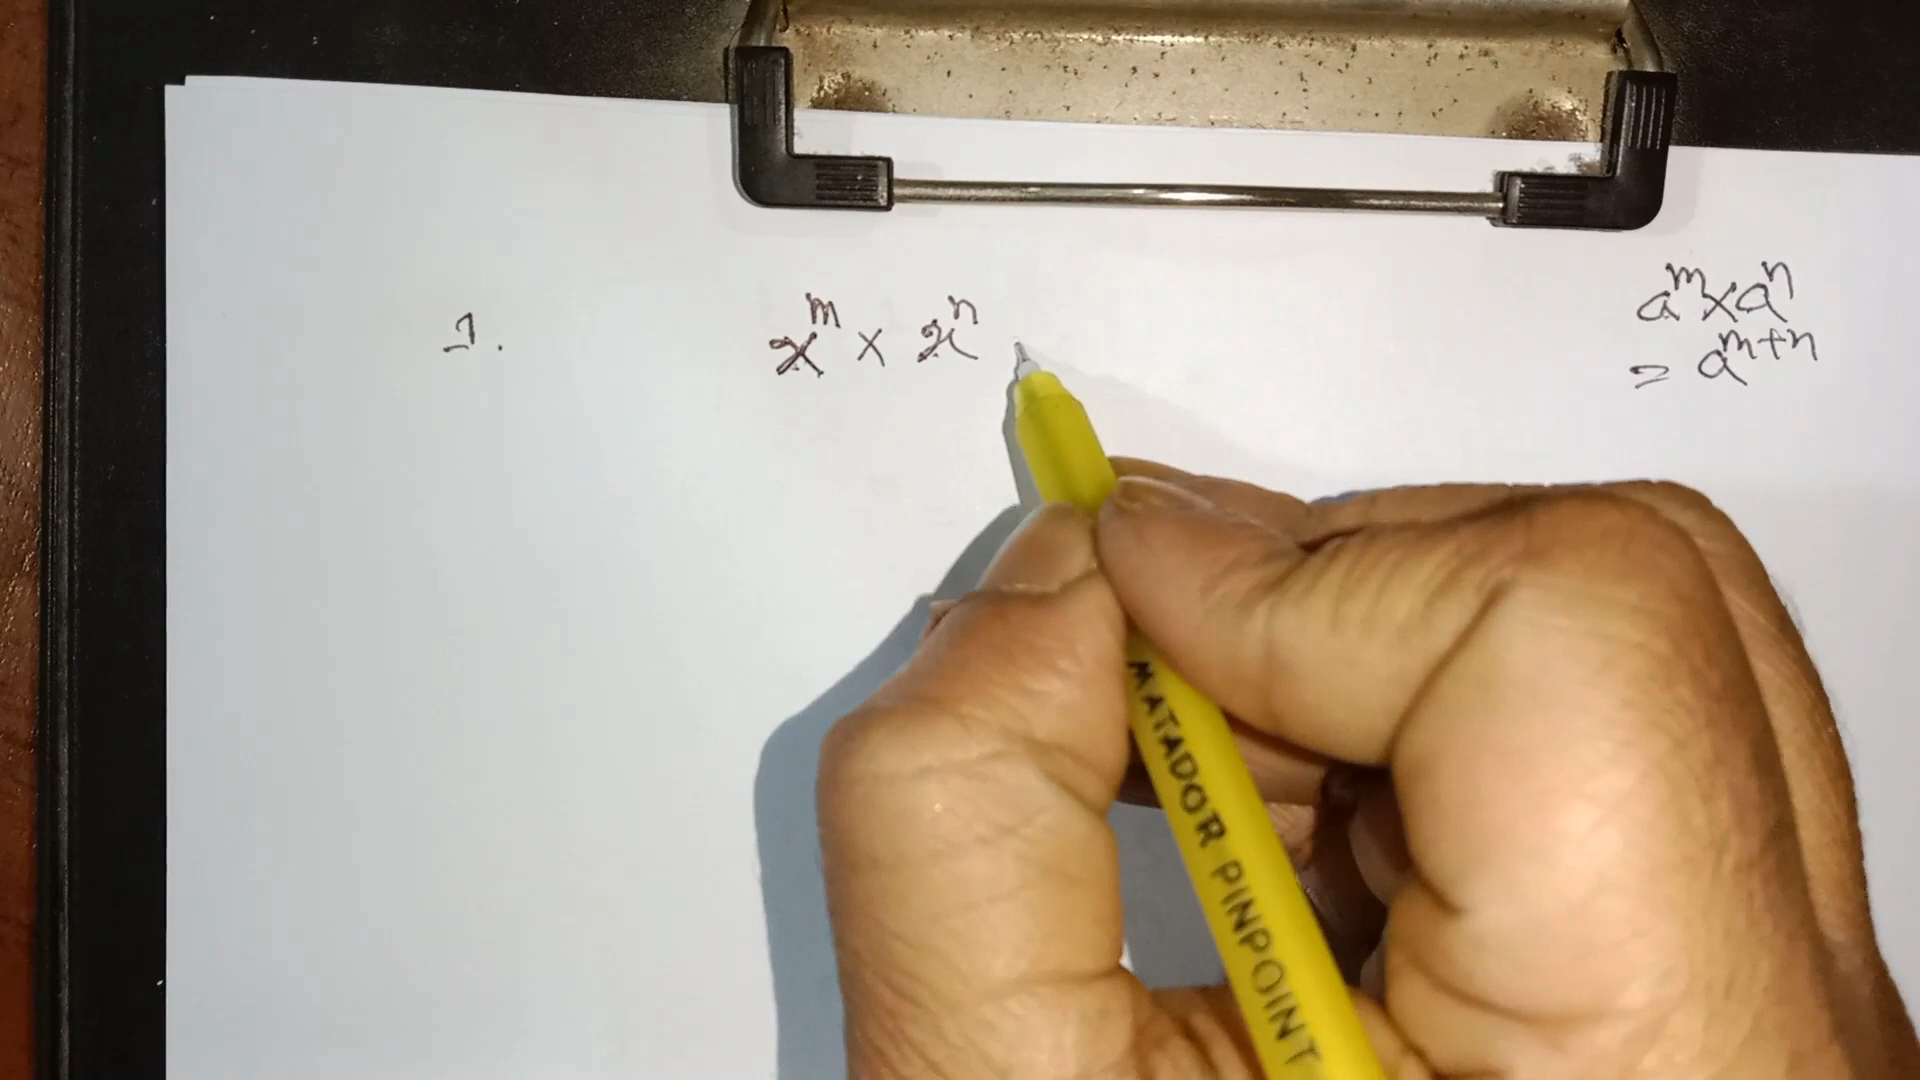 1. x^m × x^n
a^m × a^n
= a^{m+n}
MATADOR PINPOINT